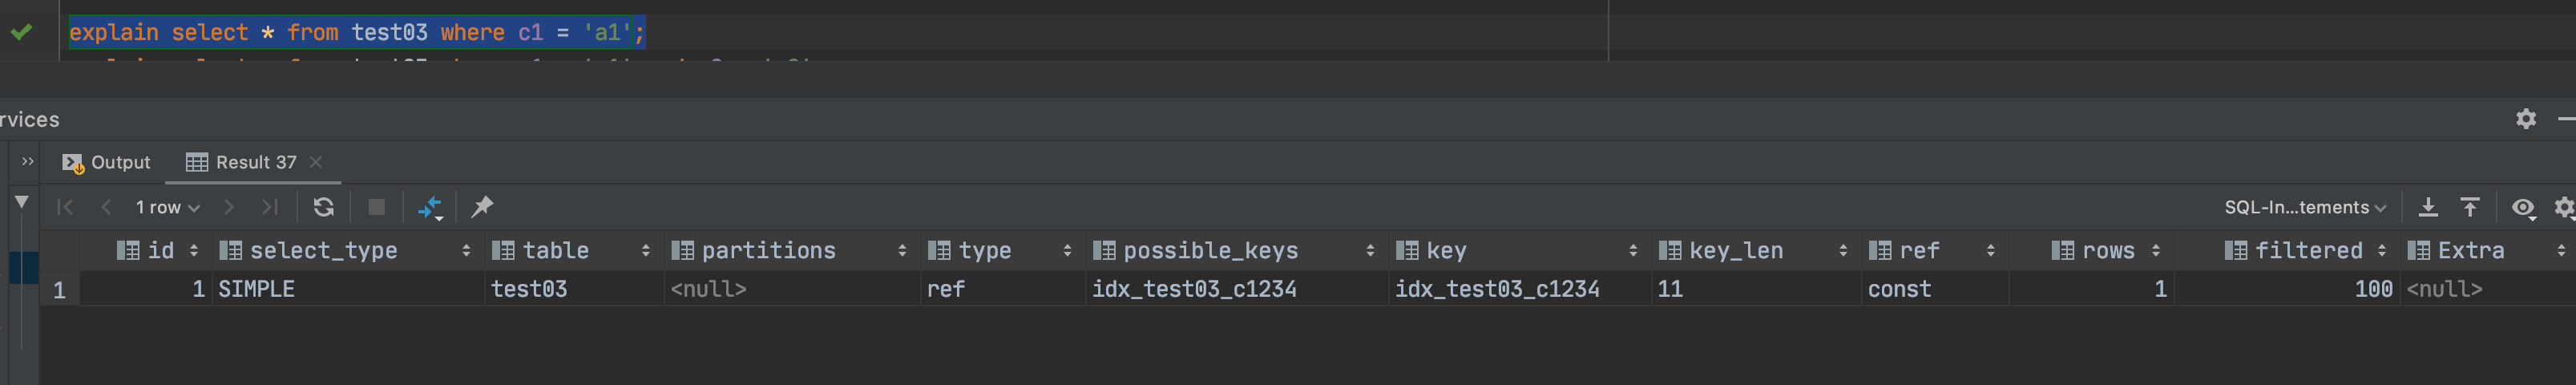 explain select * from test03 where c1 = 'a1';
rvices
Output Result 37
1 row SQL-In...tements
id select_type table partitions type possible_keys key key_len ref rows filtered Extra
1 1 SIMPLE test03 <null> ref idx_test03_c1234 idx_test03_c1234 11 const 1 100 <null>